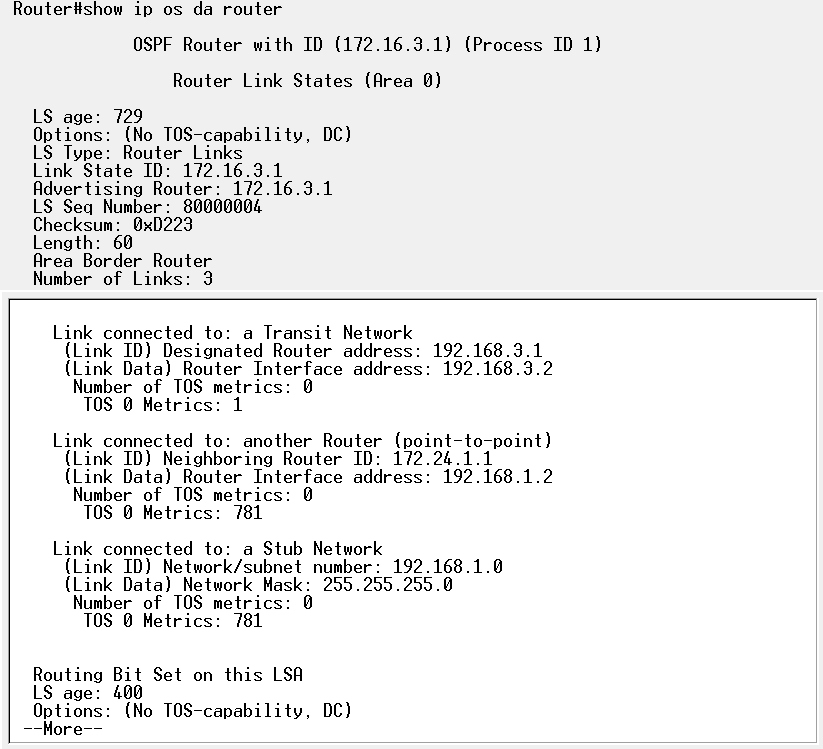 Router#show ip os da router
OSPF Router with ID (172.16.3.1) (Process ID 1)
Router Link States (Area 0)
LS age: 729
Options: (No TOS-capability, DC)
LS Type: Router Links
Link State ID: 172.16.3.1
Advertising Router: 172.16.3.1
LS Seq Number: 80000004
Checksum: 0xD223
Length: 60
Area Border Router
Number of Links: 3
Link connected to: a Transit Network
(Link ID) Designated Router address: 192.168.3.1
(Link Data) Router Interface address: 192.168.3.2
Number of TOS metrics: 0
TOS 0 Metrics: 1
Link connected to: another Router (point-to-point)
(Link ID) Neighboring Router ID: 172.24.1.1
(Link Data) Router Interface address: 192.168.1.2
Number of TOS metrics: 0
TOS 0 Metrics: 781
Link connected to: a Stub Network
(Link ID) Network/subnet number: 192.168.1.0
(Link Data) Network Mask: 255.255.255.0
Number of TOS metrics: 0
TOS 0 Metrics: 781
Routing Bit Set on this LSA
LS age: 400
Options: (No TOS-capability, DC)
--More--